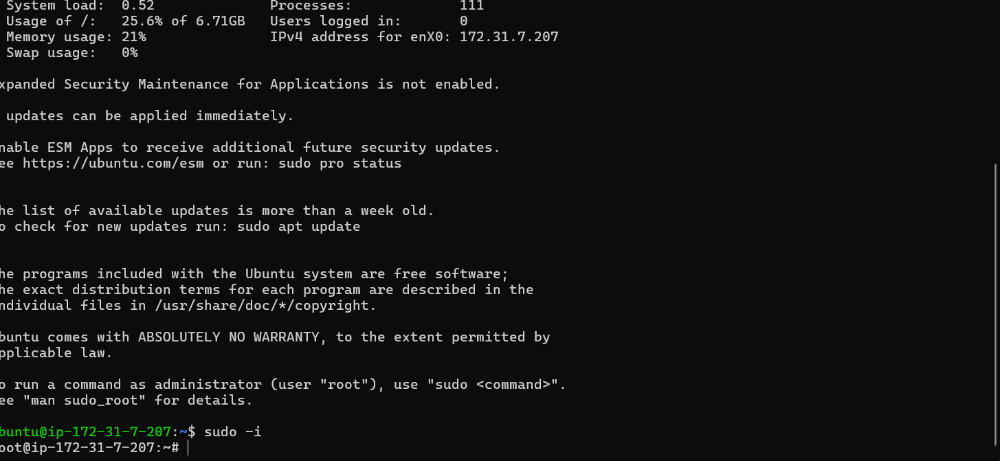 System load:  0.52              Processes:             111
Usage of /:   25.6% of 6.71GB   Users logged in:       0
Memory usage: 21%               IPv4 address for enX0: 172.31.7.207
Swap usage:   0%
xpanded Security Maintenance for Applications is not enabled.
updates can be applied immediately.
nable ESM Apps to receive additional future security updates.
ee https://ubuntu.com/esm or run: sudo pro status
he list of available updates is more than a week old.
o check for new updates run: sudo apt update
he programs included with the Ubuntu system are free software;
he exact distribution terms for each program are described in the
ndividual files in /usr/share/doc/*/copyright.
buntu comes with ABSOLUTELY NO WARRANTY, to the extent permitted by
pplicable law.
o run a command as administrator (user "root"), use "sudo <command>".
ee "man sudo_root" for details.
buntu@ip-172-31-7-207:~$ sudo -i
oot@ip-172-31-7-207:~#